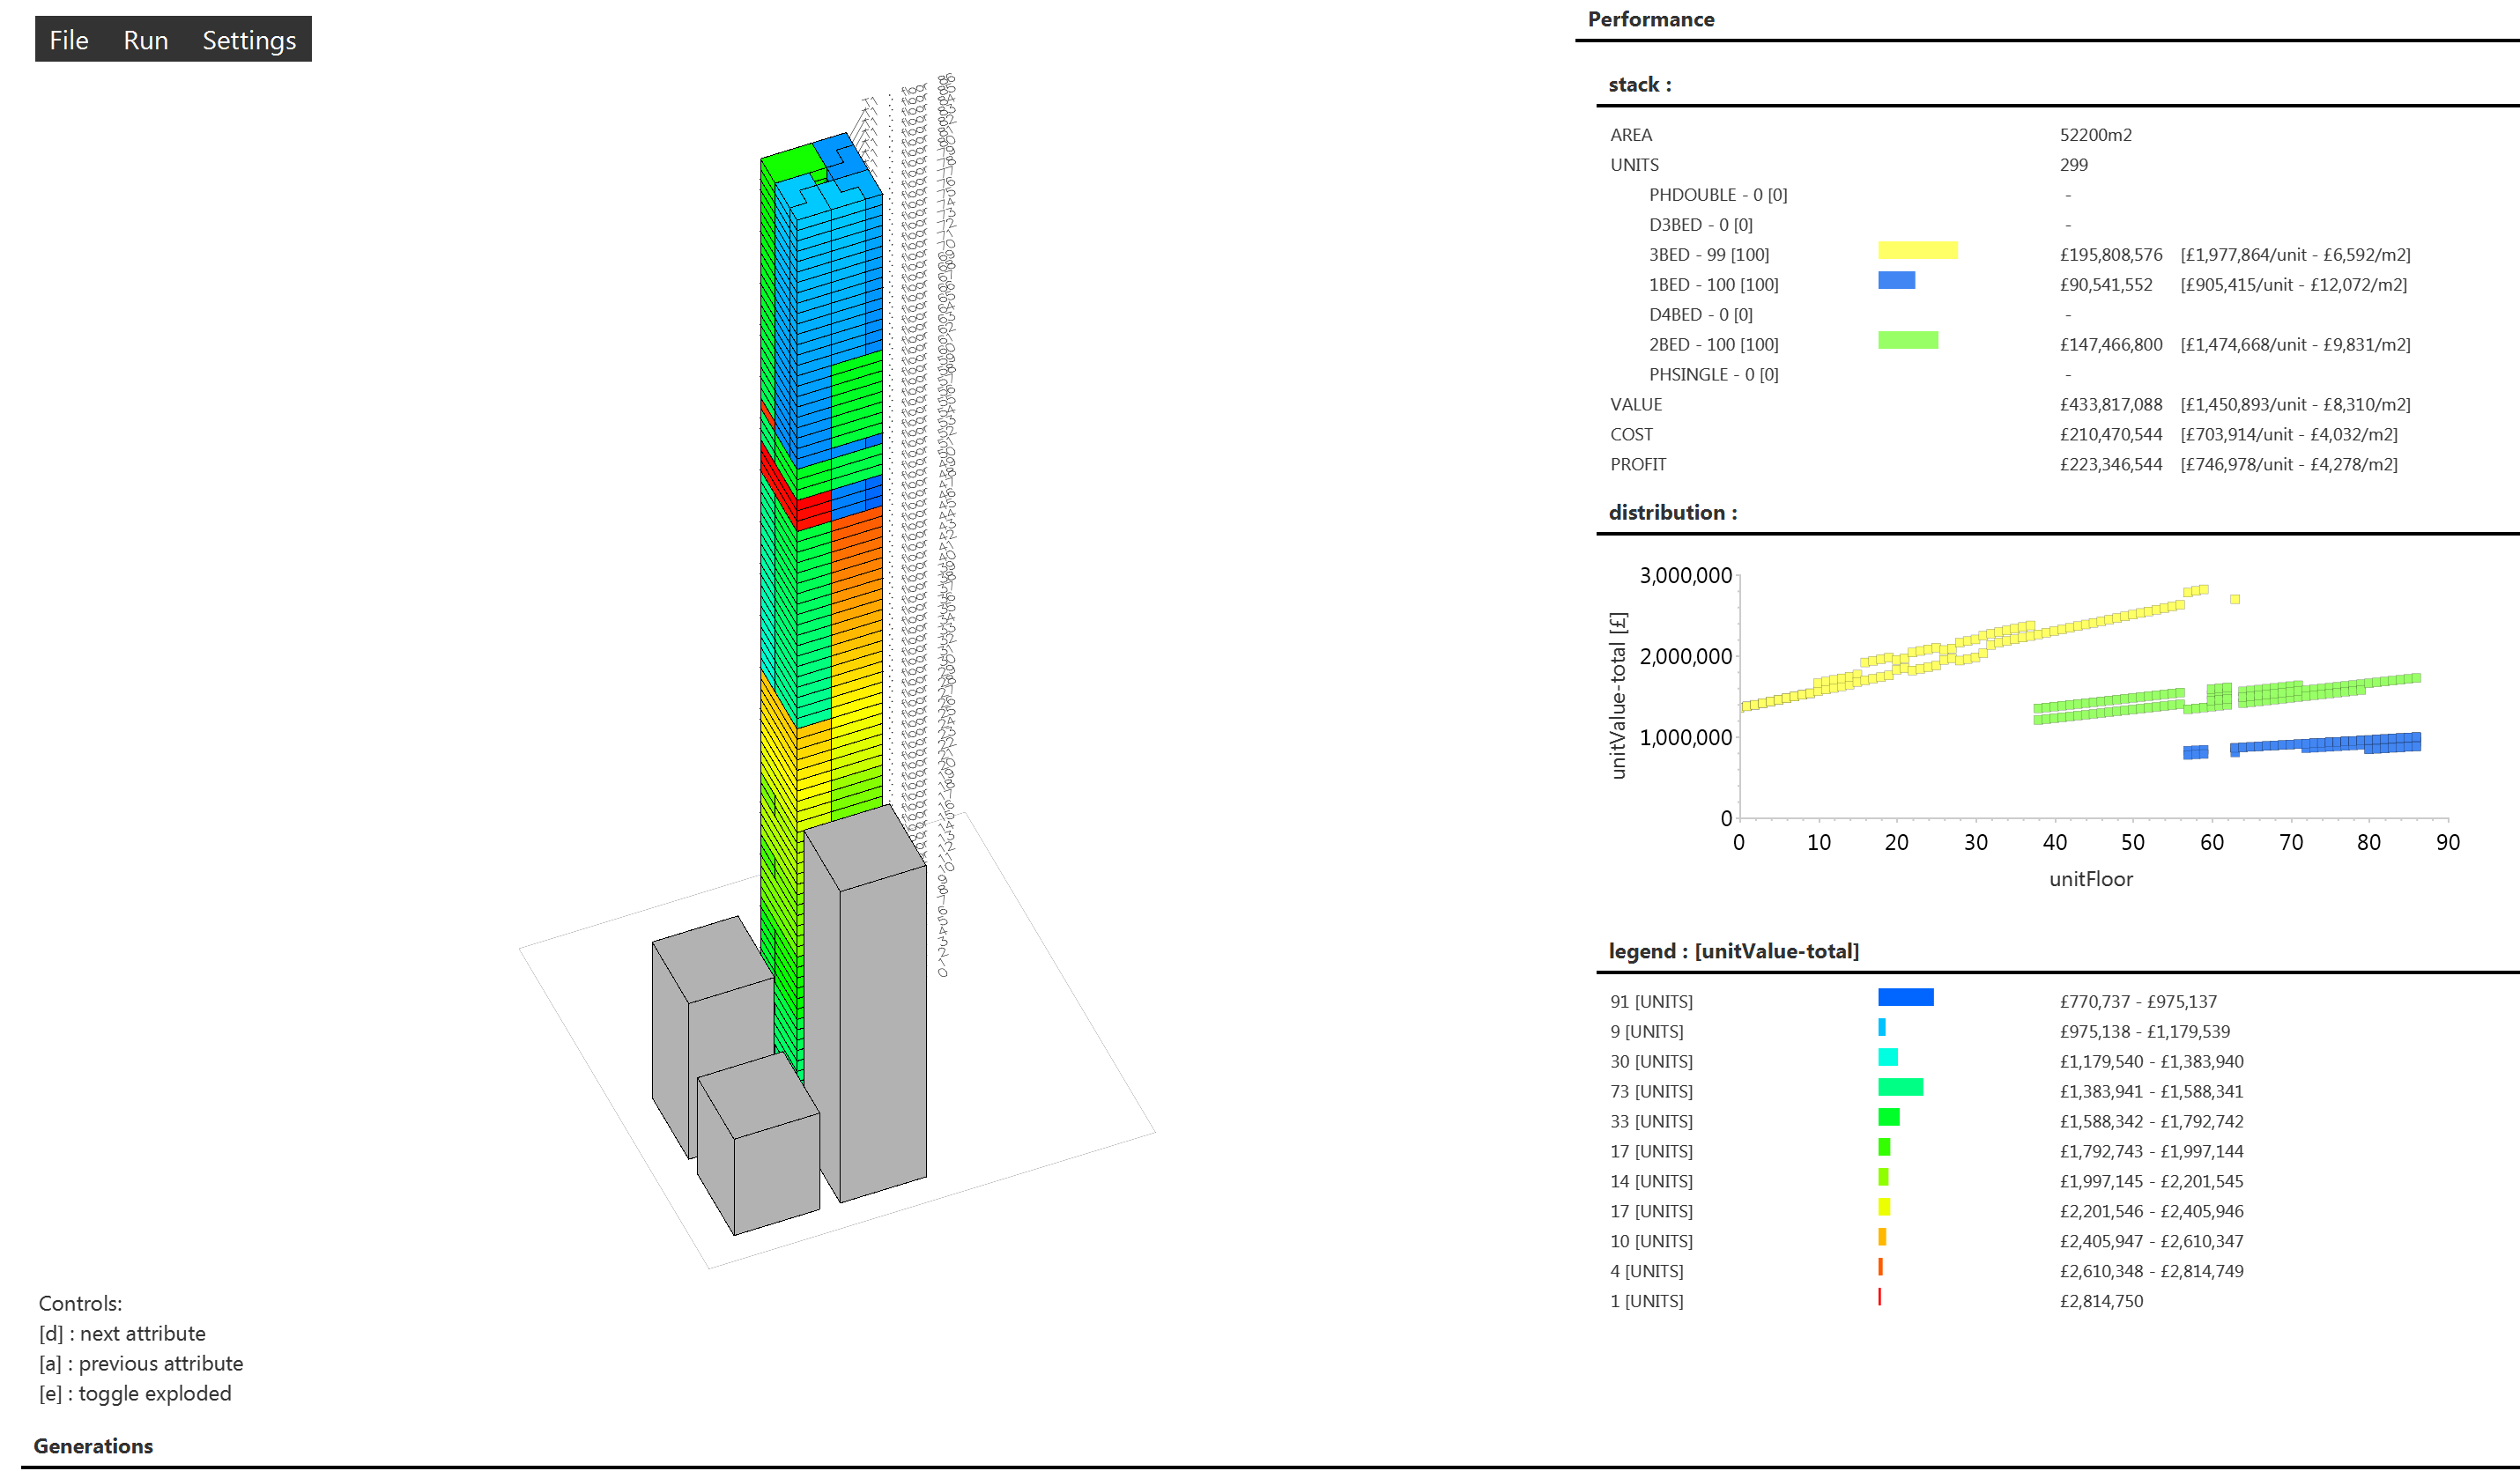 File Run Settings
Performance
stack :
AREA 52200m2
UNITS 299
PHDOUBLE - 0 [0] -
D3BED - 0 [0] -
3BED - 99 [100] £195,808,576 [£1,977,864/unit - £6,592/m2]
1BED - 100 [100] £90,541,552 [£905,415/unit - £12,072/m2]
D4BED - 0 [0] -
2BED - 100 [100] £147,466,800 [£1,474,668/unit - £9,831/m2]
PHSINGLE - 0 [0] -
VALUE £433,817,088 [£1,450,893/unit - £8,310/m2]
COST £210,470,544 [£703,914/unit - £4,032/m2]
PROFIT £223,346,544 [£746,978/unit - £4,278/m2]
distribution :
unitValue-total [£]
3,000,000
2,000,000
1,000,000
0
0 10 20 30 40 50 60 70 80 90
unitFloor
legend : [unitValue-total]
91 [UNITS] £770,737 - £975,137
9 [UNITS] £975,138 - £1,179,539
30 [UNITS] £1,179,540 - £1,383,940
73 [UNITS] £1,383,941 - £1,588,341
33 [UNITS] £1,588,342 - £1,792,742
17 [UNITS] £1,792,743 - £1,997,144
14 [UNITS] £1,997,145 - £2,201,545
17 [UNITS] £2,201,546 - £2,405,946
10 [UNITS] £2,405,947 - £2,610,347
4 [UNITS] £2,610,348 - £2,814,749
1 [UNITS] £2,814,750
Controls:
[d] : next attribute
[a] : previous attribute
[e] : toggle exploded
Generations